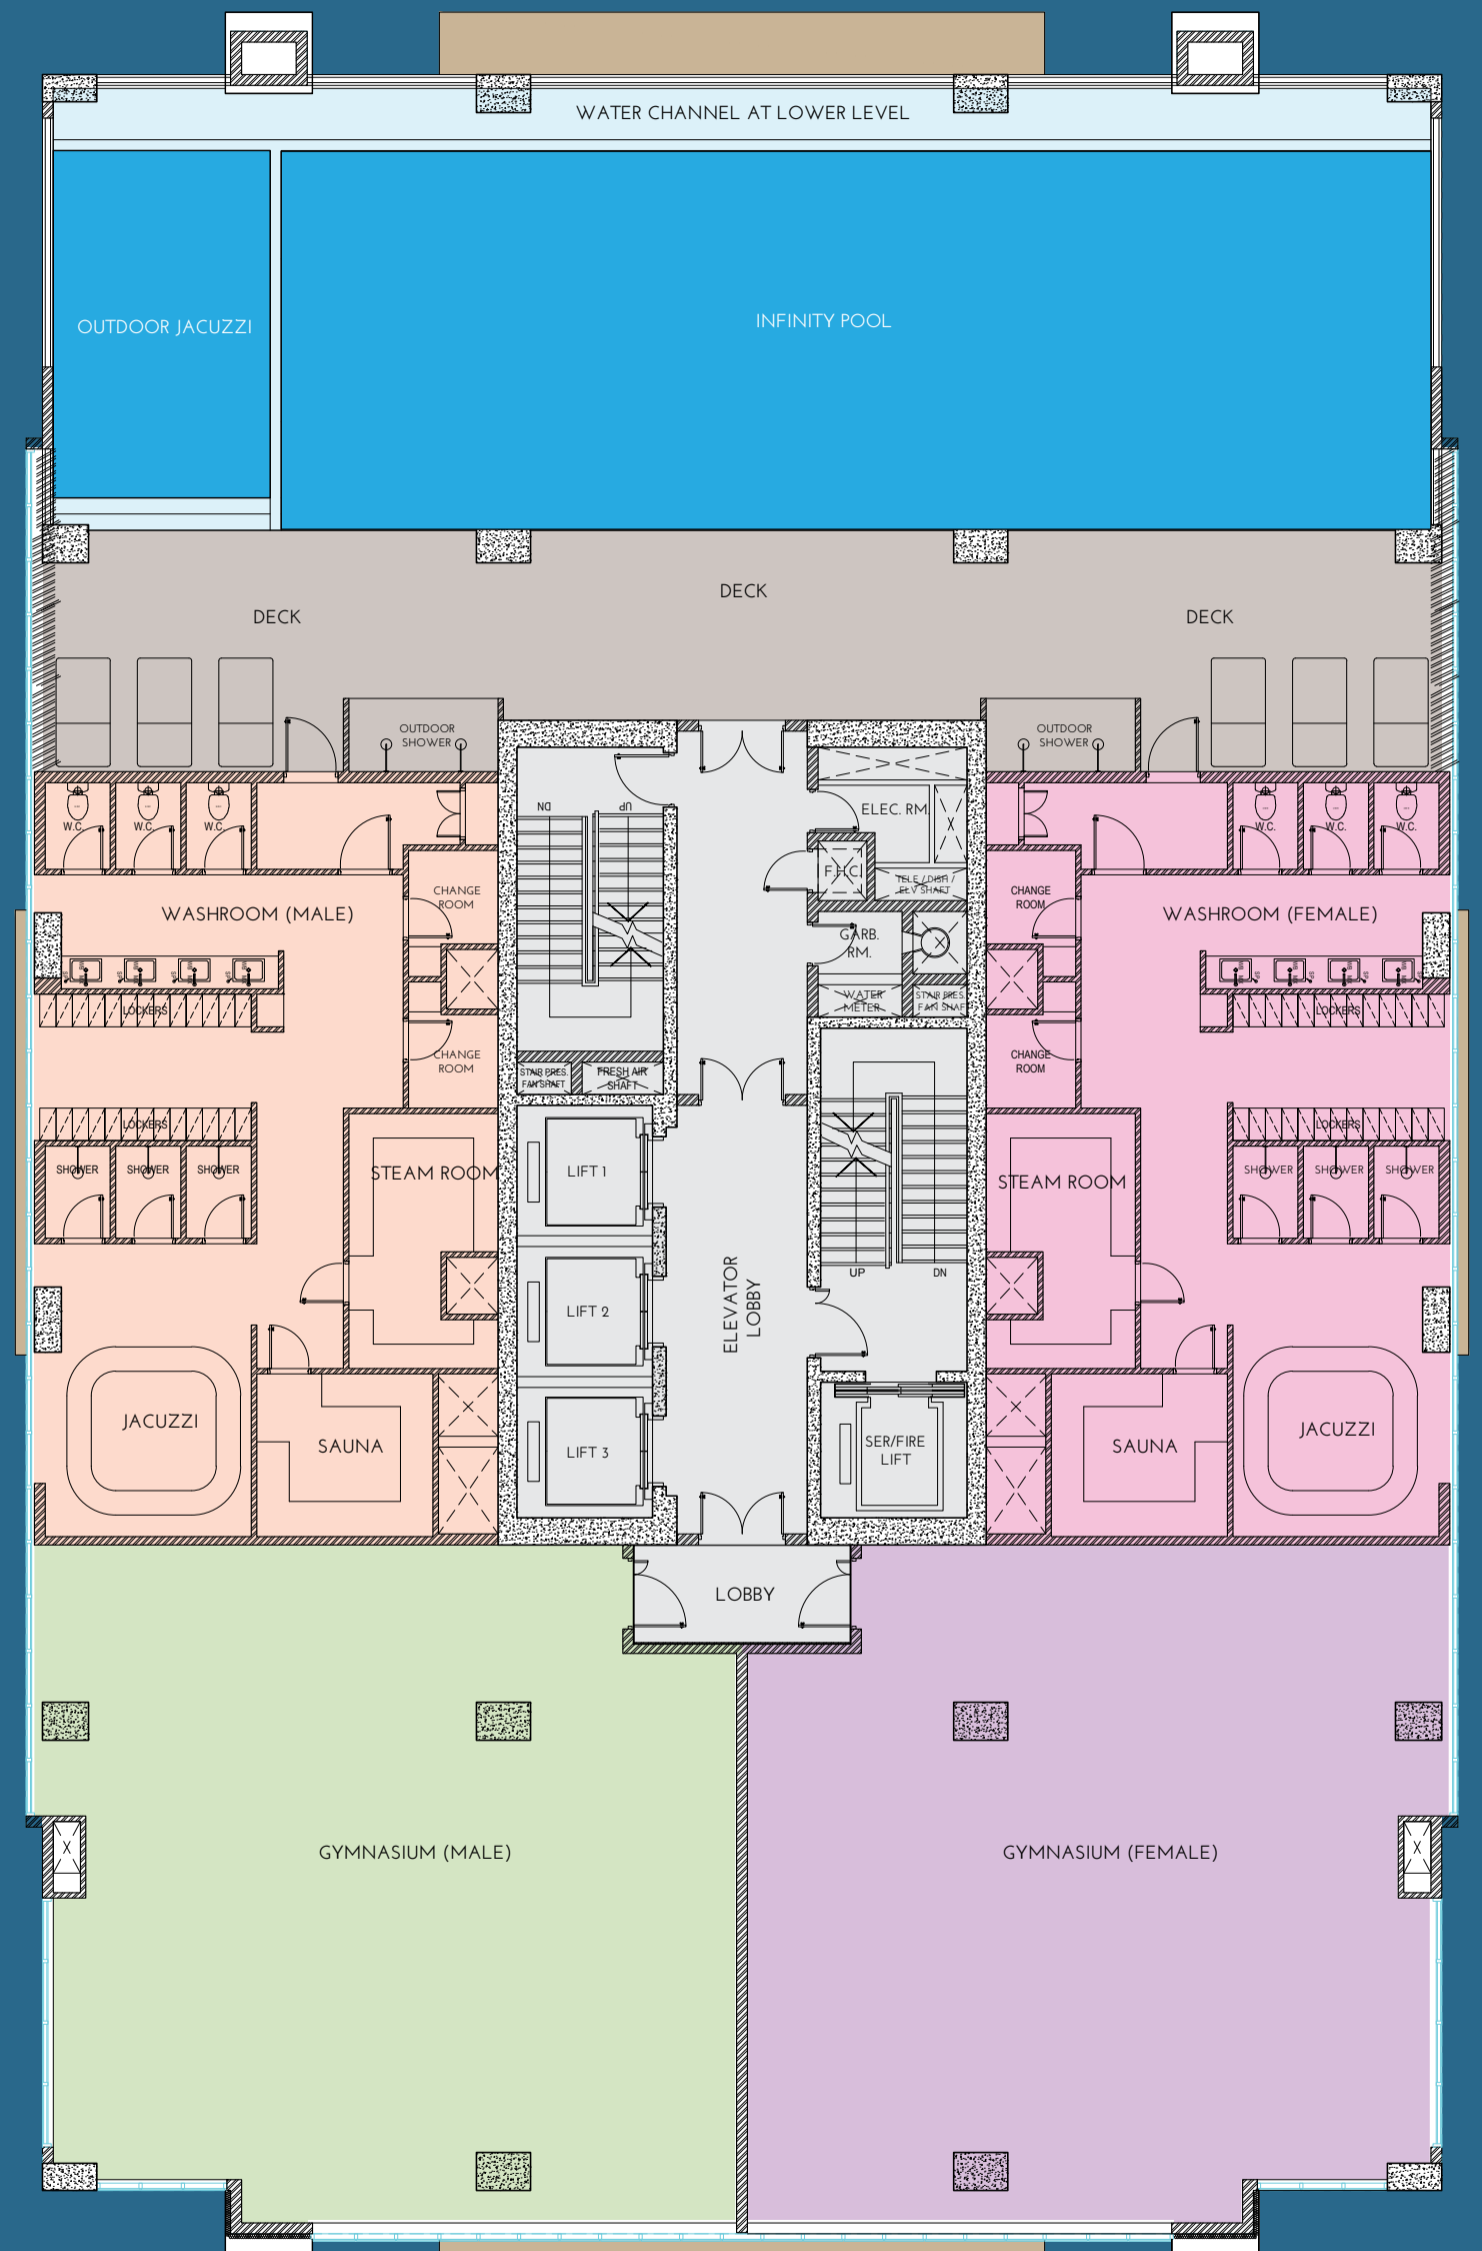 WATER CHANNEL AT LOWER LEVEL
OUTDOOR JACUZZI
INFINITY POOL
DECK
DECK
DECK
OUTDOOR
SHOWER
OUTDOOR
SHOWER
W.C.
W.C.
W.C.
DN
UP
ELEC. RM.
W.C.
W.C.
W.C.
F.H.C
TELE / DISH /
ELV SHAFT
CHANGE
ROOM
CHANGE
ROOM
WASHROOM (MALE)
WASHROOM (FEMALE)
GARB.
RM.
WATER
METER
STAIR PRES.
FAN SHAF
LOCKERS
LOCKERS
CHANGE
ROOM
CHANGE
ROOM
STAIR PRES.
FAN SHAFT
FRESH AIR
SHAFT
LOCKERS
LOCKERS
SHOWER
SHOWER
SHOWER
STEAM ROOM
LIFT 1
STEAM ROOM
SHOWER
SHOWER
SHOWER
UP
DN
ELEVATOR
LOBBY
LIFT 2
JACUZZI
SAUNA
LIFT 3
SER/FIRE
LIFT
SAUNA
JACUZZI
LOBBY
GYMNASIUM (MALE)
GYMNASIUM (FEMALE)